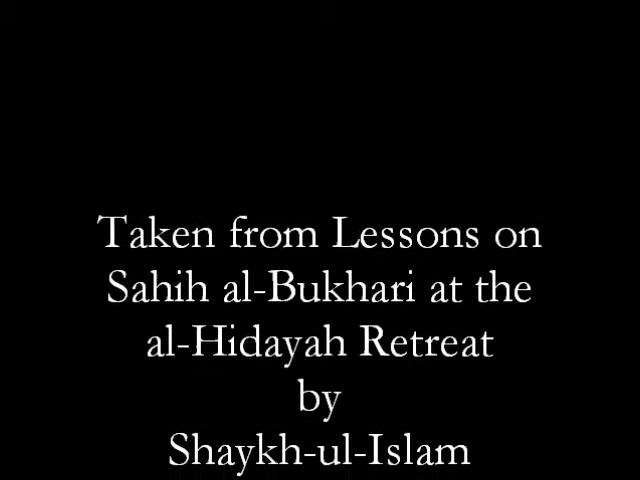 Taken from Lessons on
Sahih al-Bukhari at the
al-Hidayah Retreat
by
Shaykh-ul-Islam